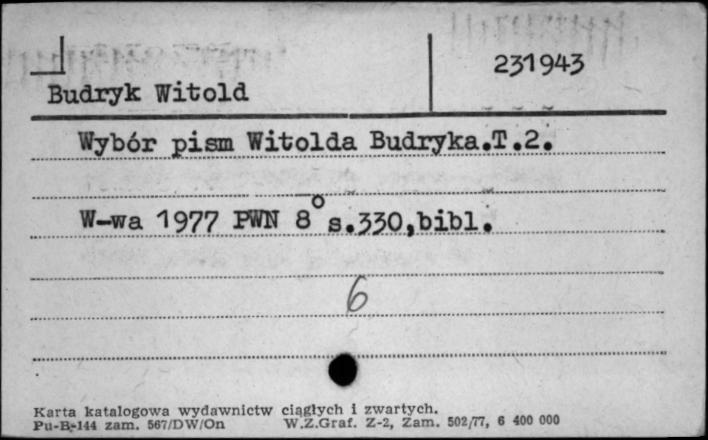 231943
Budryk Witold
Wybór pism Witolda Budryka.T.2.
W-wa 1977 PWN 8° s.330,bibl.
6
Karta katalogowa wydawnictw ciągłych i zwartych.
Pu-B-144 zam. 567/DW/On W.Z.Graf. Z-2, Zam. 502/77, 6 400 000